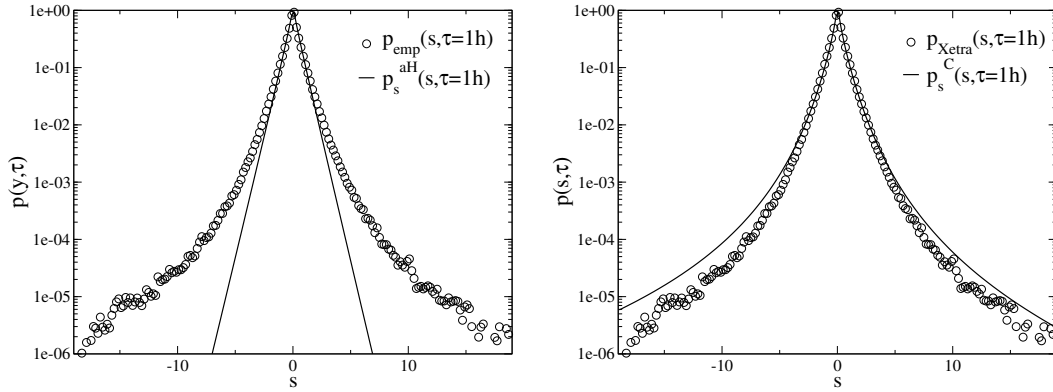 1e+00
1e-01
1e-02
1e-03
1e-04
1e-05
1e-06
p(y,τ)
-10
0
10
s
p_emp(s,τ=1h)
p_s^aH(s,τ=1h)
1e+00
1e-01
1e-02
1e-03
1e-04
1e-05
1e-06
p(s,τ)
-10
0
10
s
p_Xetra(s,τ=1h)
p_s^C(s,τ=1h)